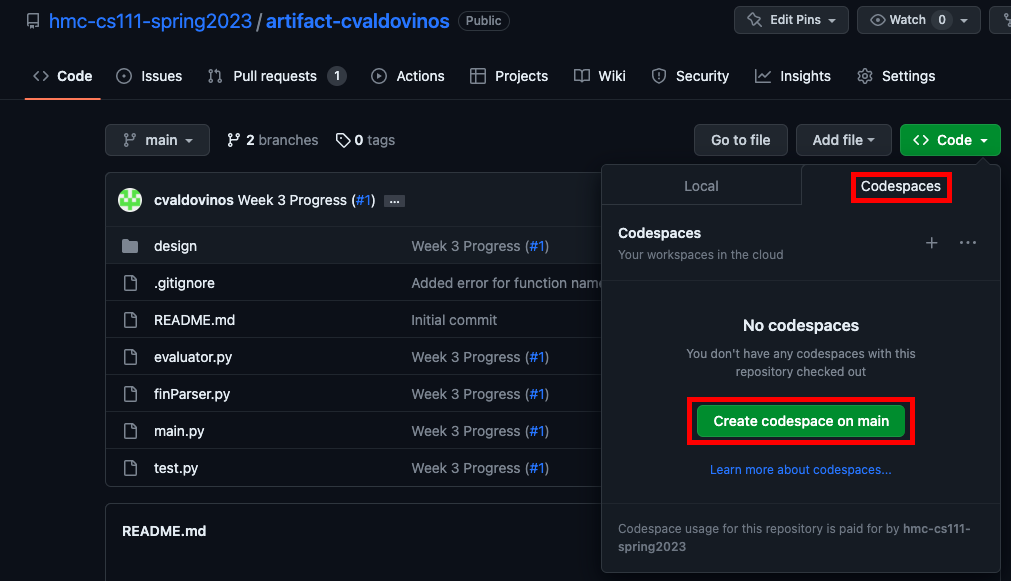 hmc-cs111-spring2023 / artifact-cvaldovinos Public Edit Pins Watch 0
Code Issues Pull requests 1 Actions Projects Wiki Security Insights Settings
main 2 branches 0 tags Go to file Add file Code
cvaldovinos Week 3 Progress (#1) ...
design Week 3 Progress (#1)
.gitignore Added error for function name
README.md Initial commit
evaluator.py Week 3 Progress (#1)
finParser.py Week 3 Progress (#1)
main.py Week 3 Progress (#1)
test.py Week 3 Progress (#1)
README.md
Local Codespaces
Codespaces
Your workspaces in the cloud
No codespaces
You don't have any codespaces with this
repository checked out
Create codespace on main
Learn more about codespaces...
Codespace usage for this repository is paid for by hmc-cs111-
spring2023